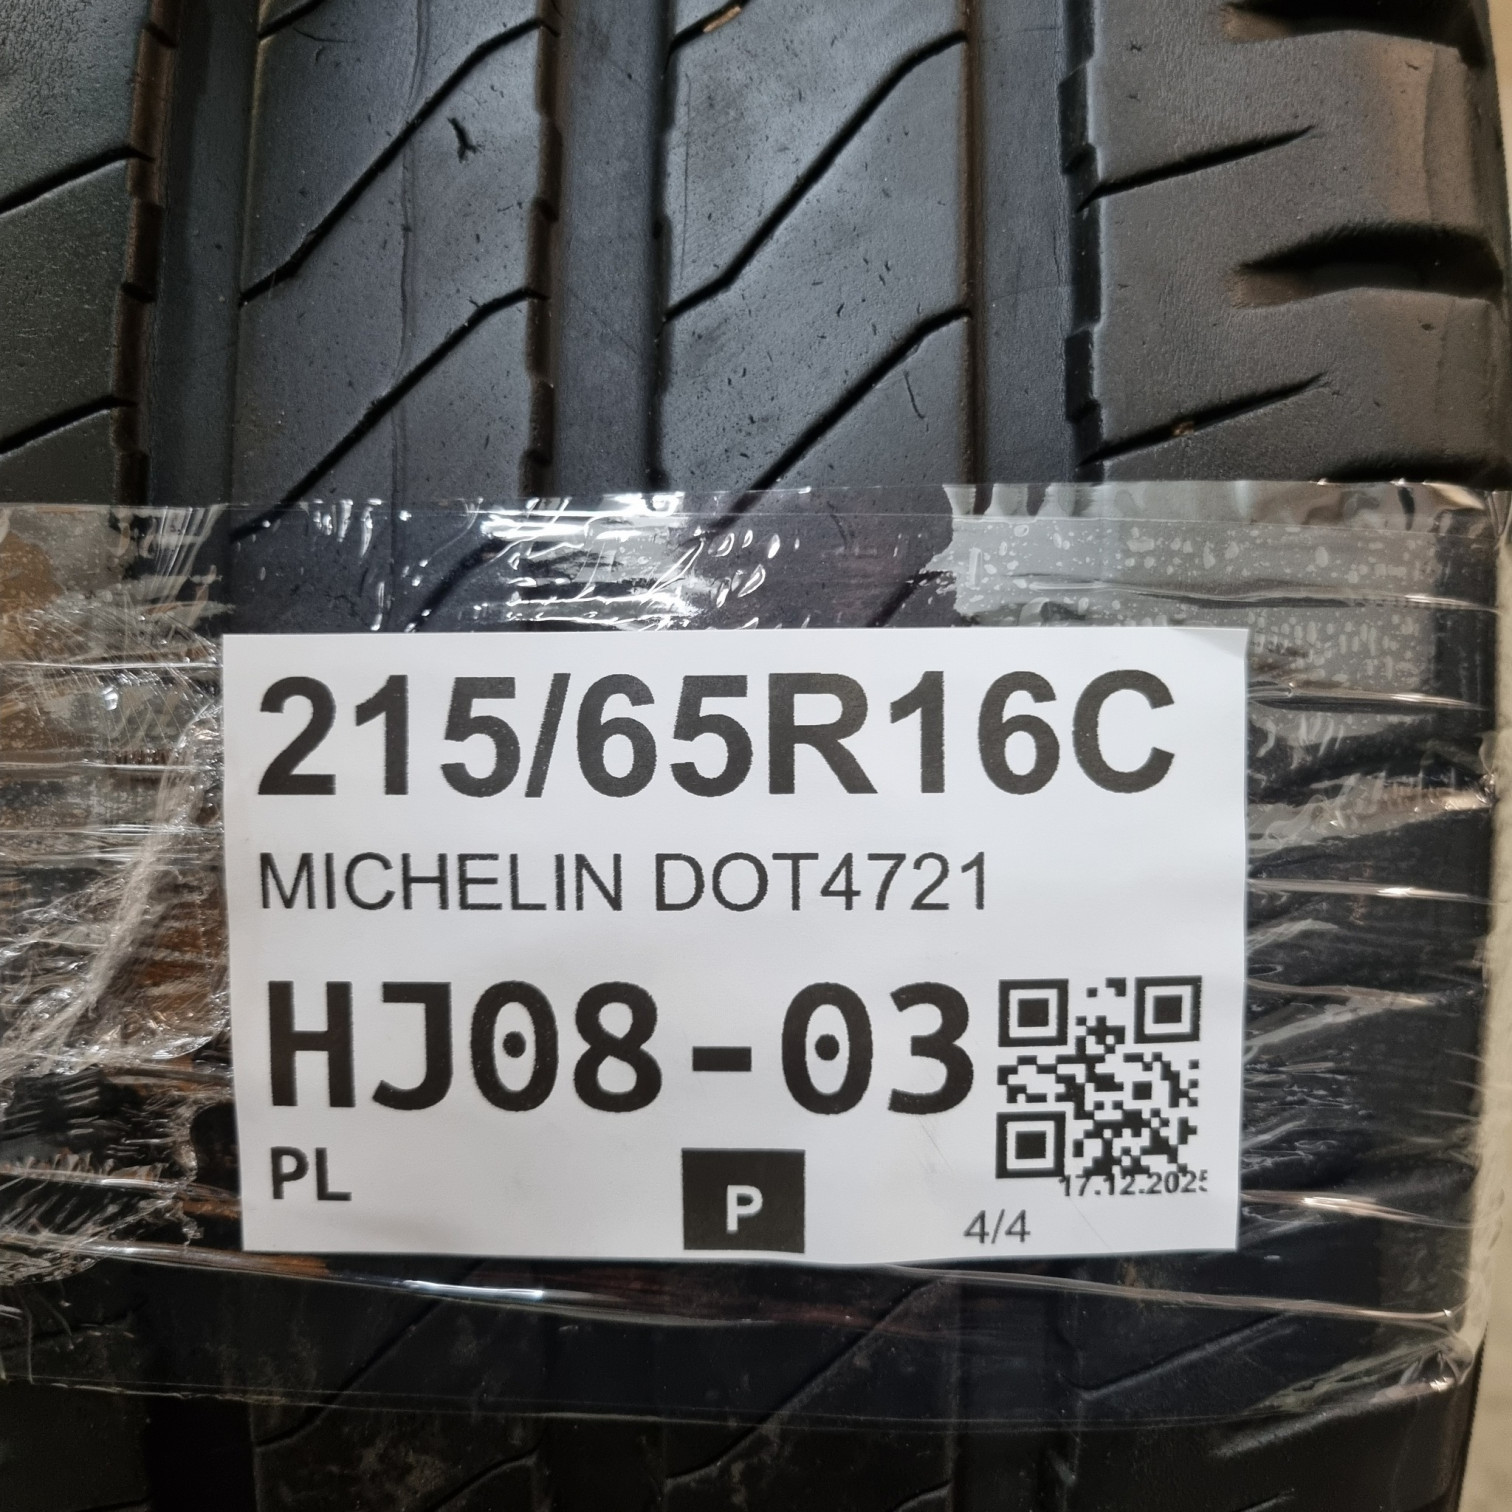 215/65R16C
MICHELIN DOT4721
HJ08-03
17.12.2025
PL
P
4/4